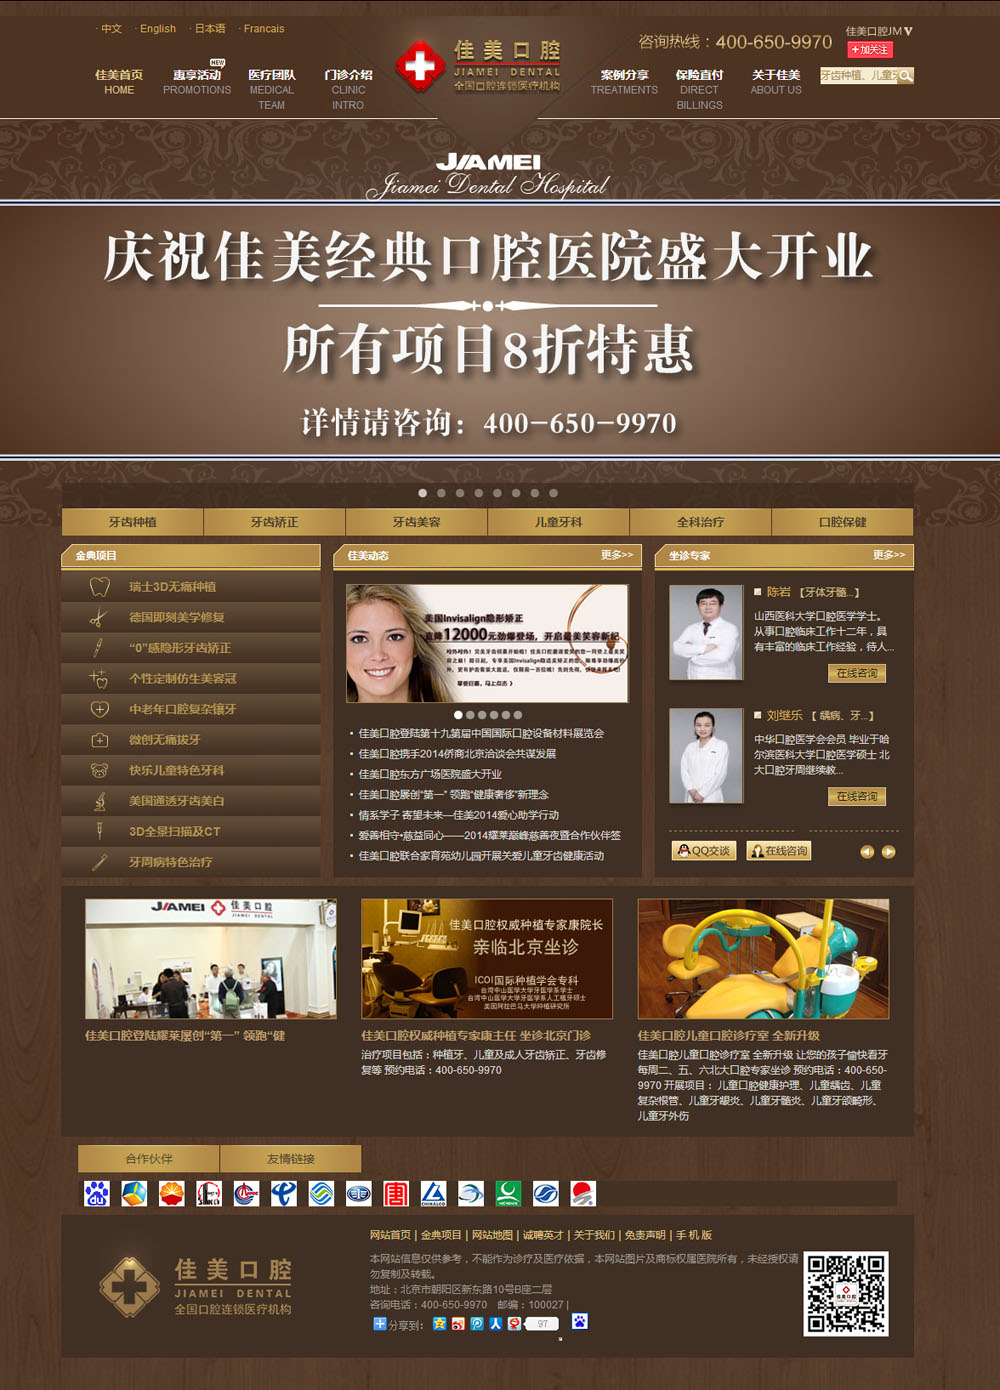 · 中文 · English · 日本语 · Francais
咨询热线：400-650-9970
佳美口腔JM
+加关注
佳美首页
HOME
惠享活动
NEW
PROMOTIONS
医疗团队
MEDICAL
TEAM
门诊介绍
CLINIC
INTRO
佳美口腔
JIAMEI DENTAL
全国口腔连锁医疗机构
案例分享
TREATMENTS
保险直付
DIRECT
BILLINGS
关于佳美
ABOUT US
牙齿种植、儿童牙
JIAMEI
Jiamei Dental Hospital
庆祝佳美经典口腔医院盛大开业
所有项目8折特惠
详情请咨询：400-650-9970
牙齿种植
牙齿矫正
牙齿美容
儿童牙科
全科治疗
口腔保健
金典项目
瑞士3D无痛种植
德国即刻美学修复
“0”感隐形牙齿矫正
个性定制仿生美容冠
中老年口腔复杂镶牙
微创无痛拔牙
快乐儿童特色牙科
美国通透牙齿美白
3D全景扫描及CT
牙周病特色治疗
佳美动态
更多>>
美国Invisalign隐形矫正
直降12000元劲爆登场，开启最美笑容新纪
享受巨惠，马上点击 》
佳美口腔登陆第十九第届中国国际口腔设备材料展览会
佳美口腔携手2014侨商北京洽谈会共谋发展
佳美口腔东方广场医院盛大开业
佳美口腔屡创“第一” 领跑“健康奢侈”新理念
情系学子 寄望未来—佳美2014爱心助学行动
爱善相守·慈益同心——2014耀莱巅峰慈善夜暨合作伙伴签
佳美口腔联合家育苑幼儿园开展关爱儿童牙齿健康活动
坐诊专家
更多>>
陈岩 【牙体牙髓...】
山西医科大学口腔医学学士。
从事口腔临床工作十二年，具
有丰富的临床工作经验，待人...
在线咨询
刘继乐 【 龋病、牙...】
中华口腔医学会会员 毕业于哈
尔滨医科大学口腔医学硕士 北
大口腔牙周继续教...
在线咨询
QQ交谈
在线咨询
JIAMEI 佳美口腔
JIAMEI DENTAL
佳美口腔登陆耀莱屡创“第一” 领跑“健
佳美口腔权威种植专家康院长
亲临北京坐诊
ICOI国际种植学会专科
台湾中山医学大学牙医学系学士
台湾中山医学大学牙医学系人工植牙硕士
美国阿拉巴马大学种植研究所
佳美口腔权威种植专家康主任 坐诊北京门诊
治疗项目包括：种植牙、儿童及成人牙齿矫正、牙齿修
复等 预约电话：400-650-9970
佳美口腔儿童口腔诊疗室 全新升级
佳美口腔儿童口腔诊疗室 全新升级 让您的孩子愉快看牙
每周二、五、六北大口腔专家坐诊 预约电话：400-650-
9970 开展项目： 儿童口腔健康护理、儿童龋齿、儿童
复杂根管、儿童牙龈炎、儿童牙髓炎、儿童牙颌畸形、
儿童牙外伤
合作伙伴
友情链接
Bai du
CHINALCO
佳美口腔
JIAMEI DENTAL
全国口腔连锁医疗机构
网站首页 | 金典项目 | 网站地图 | 诚聘英才 | 关于我们 | 免责声明 | 手 机 版
本网站信息仅供参考，不能作为诊疗及医疗依据，本网站图片及商标权属医院所有，未经授权请
勿复制及转载。
地址：北京市朝阳区新东路10号B座二层
咨询电话：400-650-9970 邮编：100027 |
分享到： 97
佳美口腔